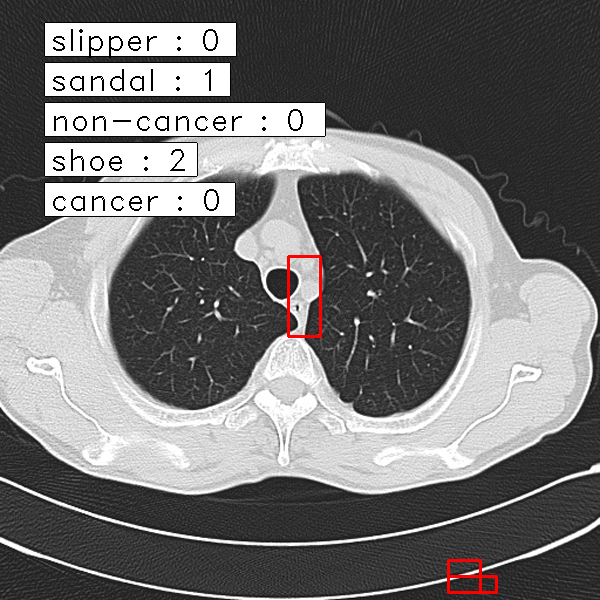 slipper : 0
sandal : 1
non-cancer : 0
shoe : 2
cancer : 0